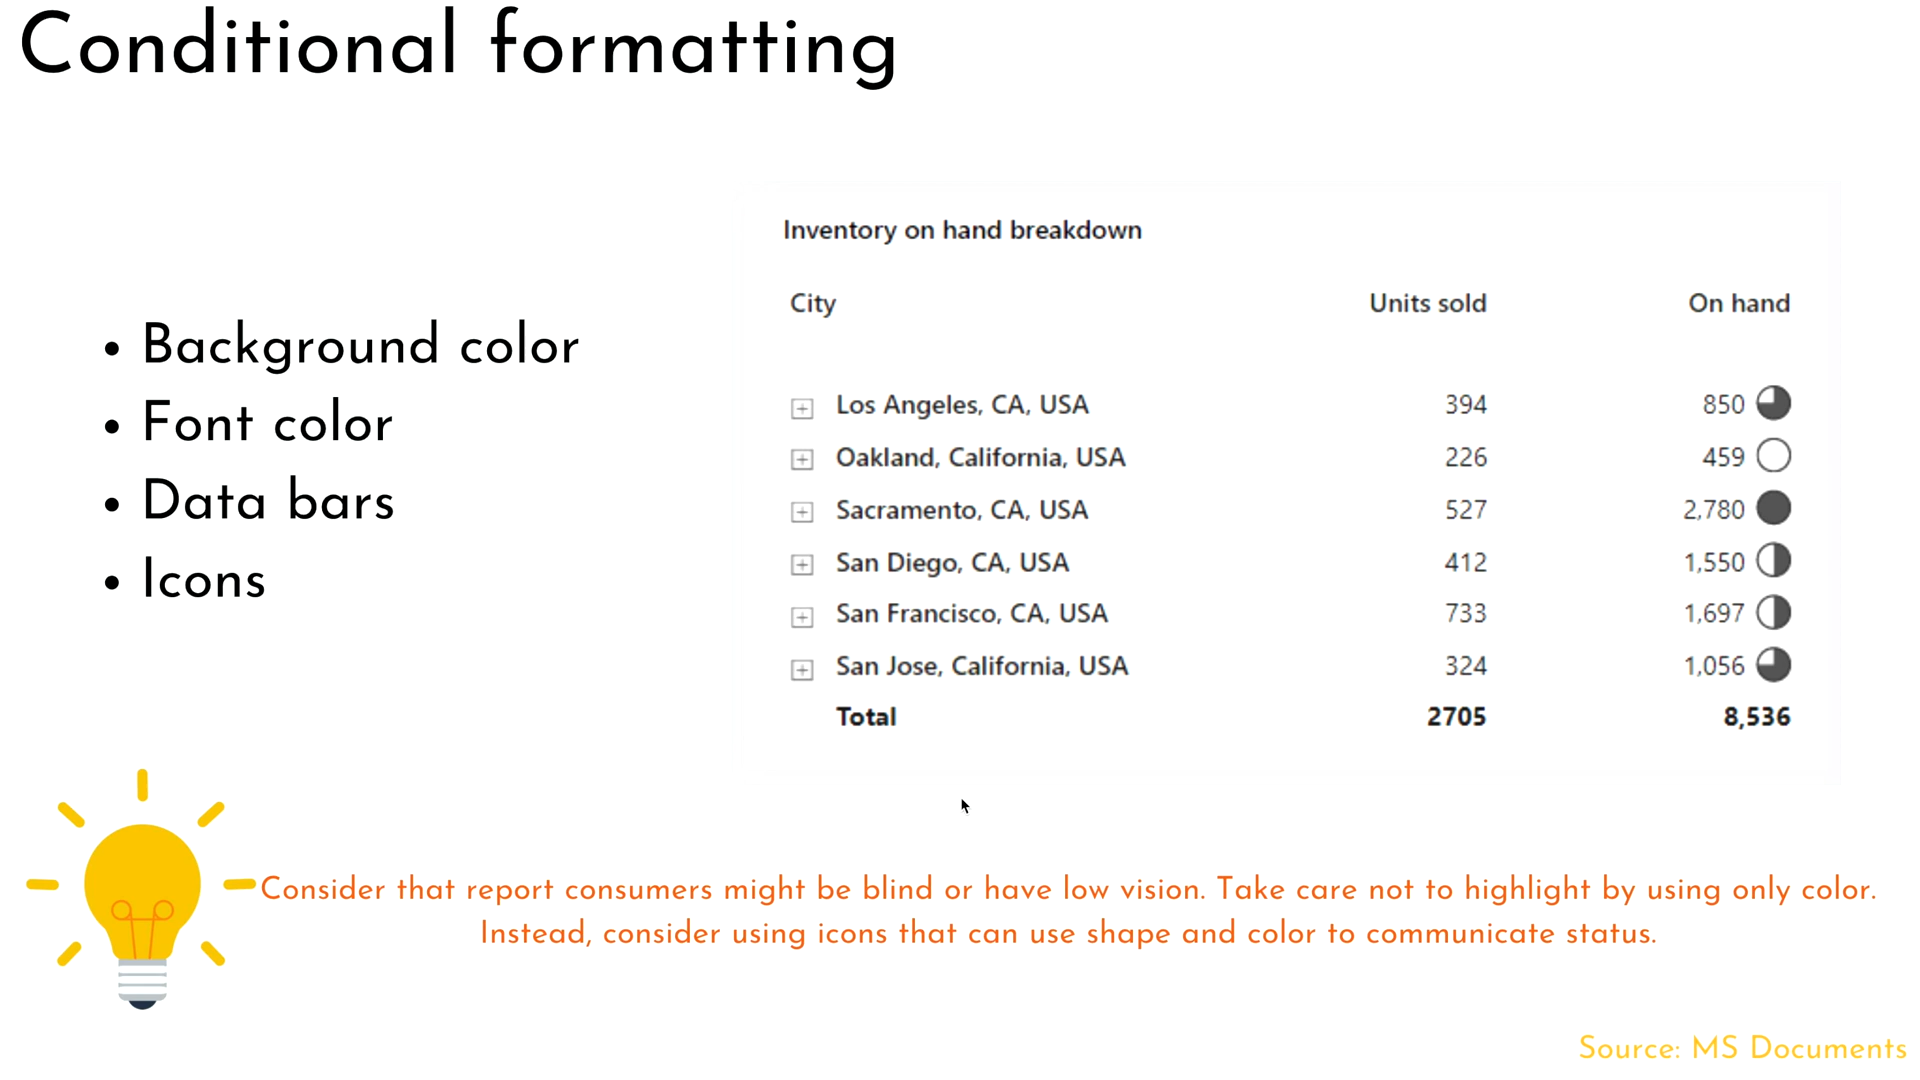 Conditional formatting
• Background color
• Font color
• Data bars
• Icons
Inventory on hand breakdown
City Units sold On hand
Los Angeles, CA, USA 394 850
Oakland, California, USA 226 459
Sacramento, CA, USA 527 2,780
San Diego, CA, USA 412 1,550
San Francisco, CA, USA 733 1,697
San Jose, California, USA 324 1,056
Total 2705 8,536
Consider that report consumers might be blind or have low vision. Take care not to highlight by using only color.
Instead, consider using icons that can use shape and color to communicate status.
Source: MS Documents